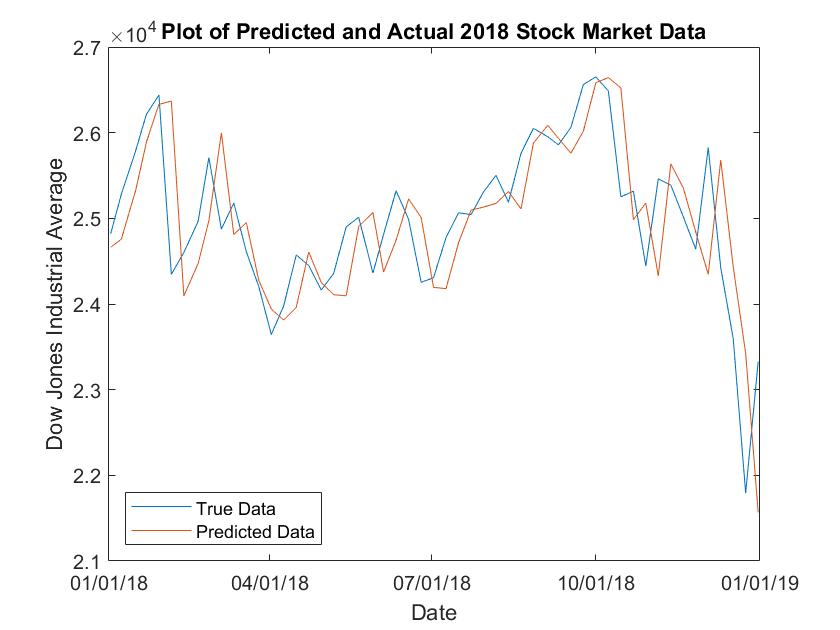 ×10⁴ Plot of Predicted and Actual 2018 Stock Market Data
2.7
2.6
2.5
2.4
2.3
2.2
2.1
Dow Jones Industrial Average
True Data
Predicted Data
01/01/18 04/01/18 07/01/18 10/01/18 01/01/19
Date